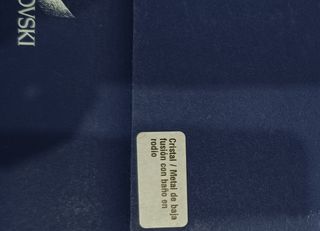 OVSKI
Cristal / Metal de baja
fusión con baño en
rodio